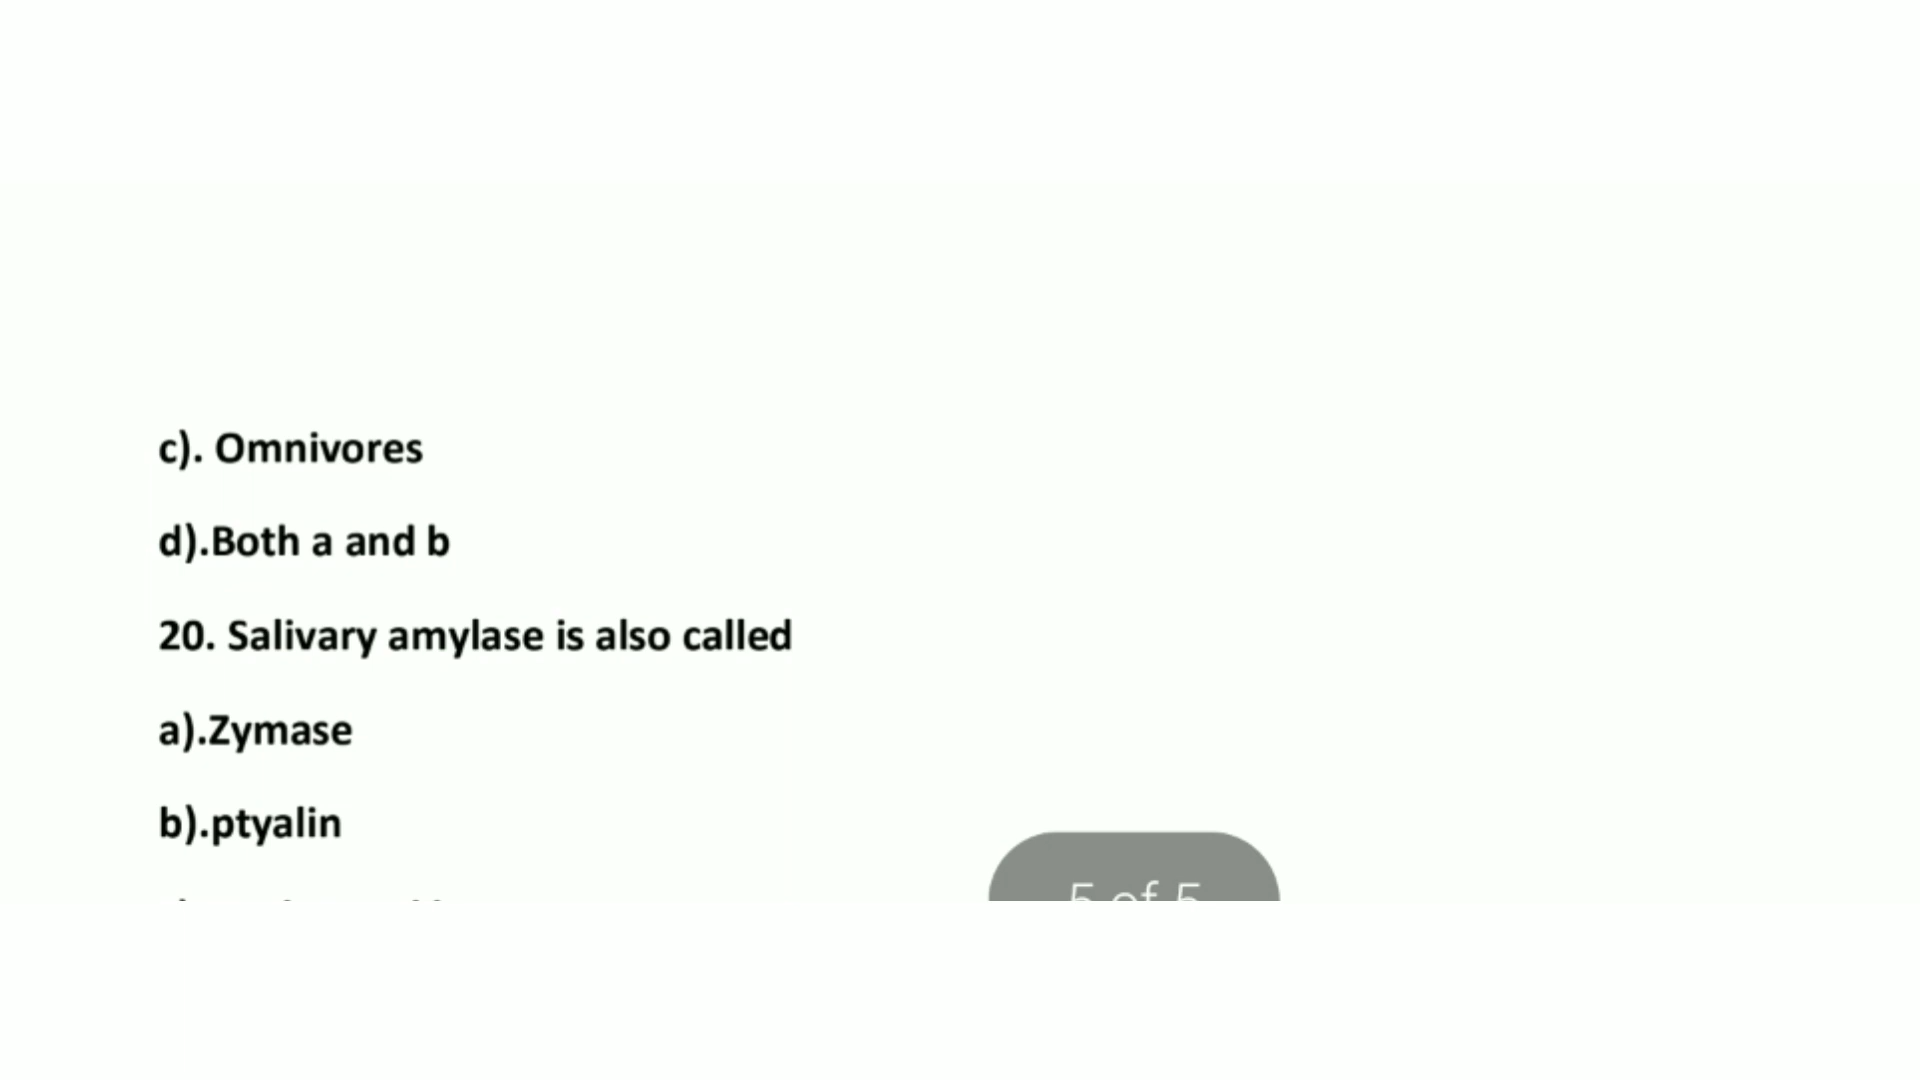 c). Omnivores
d).Both a and b
20. Salivary amylase is also called
a).Zymase
b).ptyalin
5 of 5